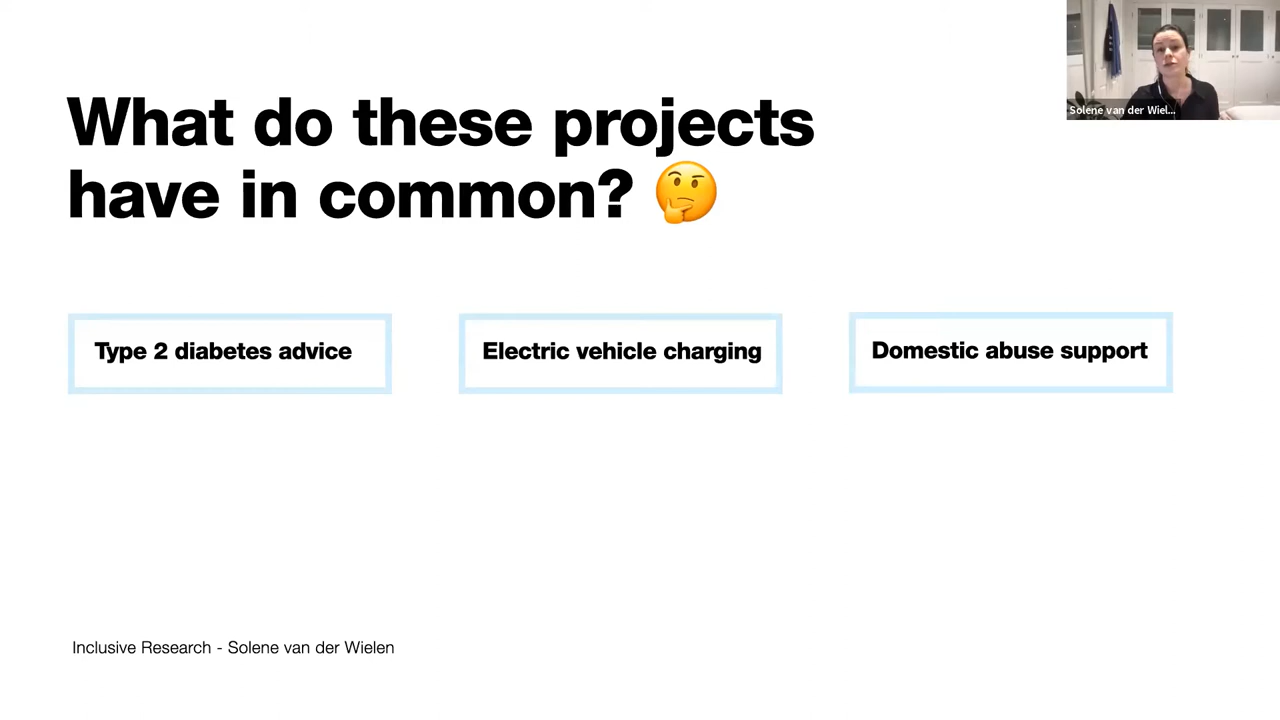 Solene van der Wiel...
What do these projects
have in common? 🤔
Type 2 diabetes advice
Electric vehicle charging
Domestic abuse support
Inclusive Research - Solene van der Wielen